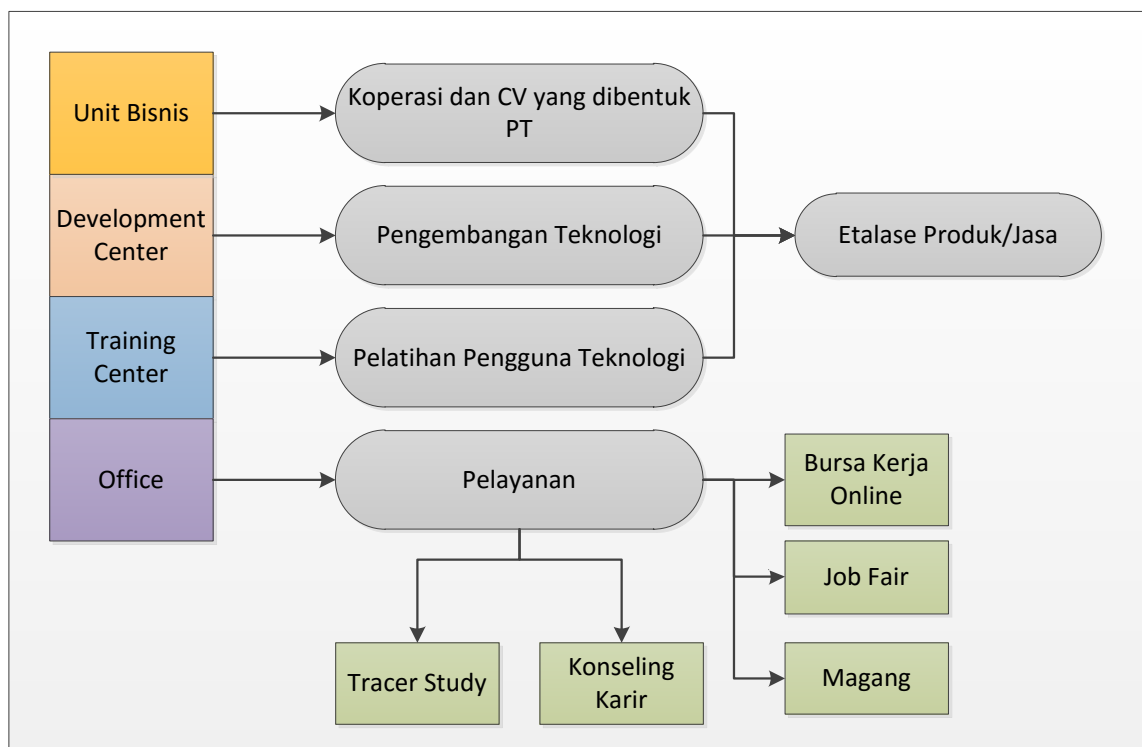 Unit Bisnis
Koperasi dan CV yang dibentuk
PT
Development
Center
Pengembangan Teknologi
Etalase Produk/Jasa
Training
Center
Pelatihan Pengguna Teknologi
Office
Pelayanan
Bursa Kerja
Online
Job Fair
Tracer Study
Konseling
Karir
Magang